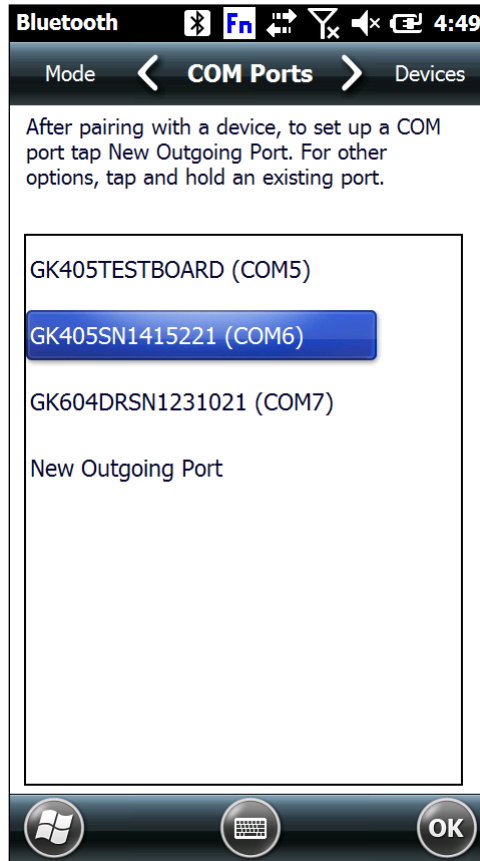 Bluetooth Fn 4:49
Mode COM Ports Devices
After pairing with a device, to set up a COM
port tap New Outgoing Port. For other
options, tap and hold an existing port.
GK405TESTBOARD (COM5)
GK405SN1415221 (COM6)
GK604DRSN1231021 (COM7)
New Outgoing Port
OK